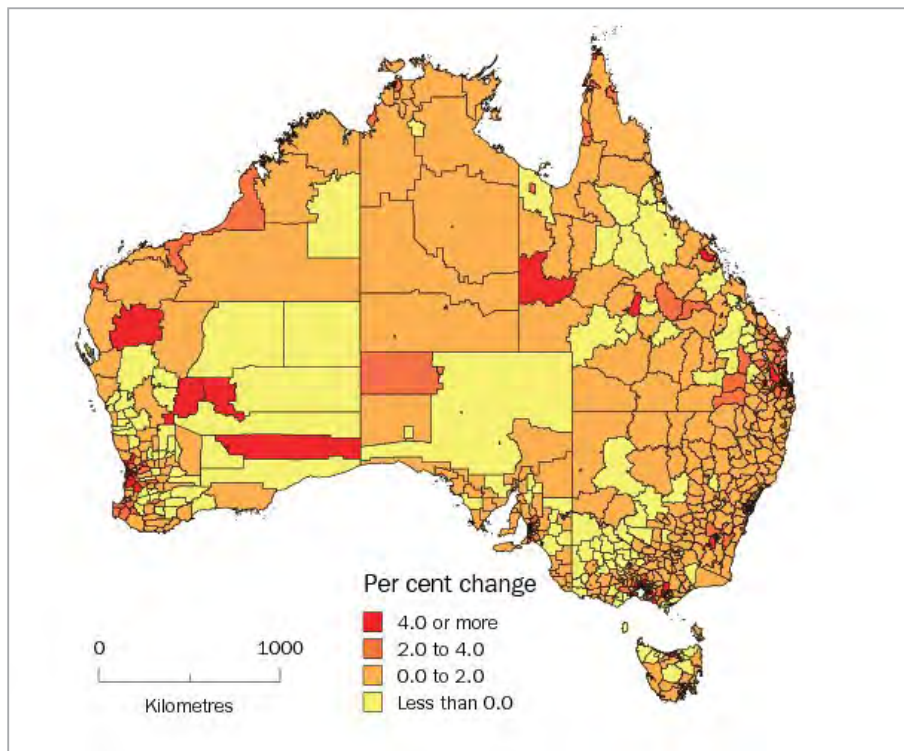 Per cent change
4.0 or more
2.0 to 4.0
0.0 to 2.0
Less than 0.0
0 1000
Kilometres